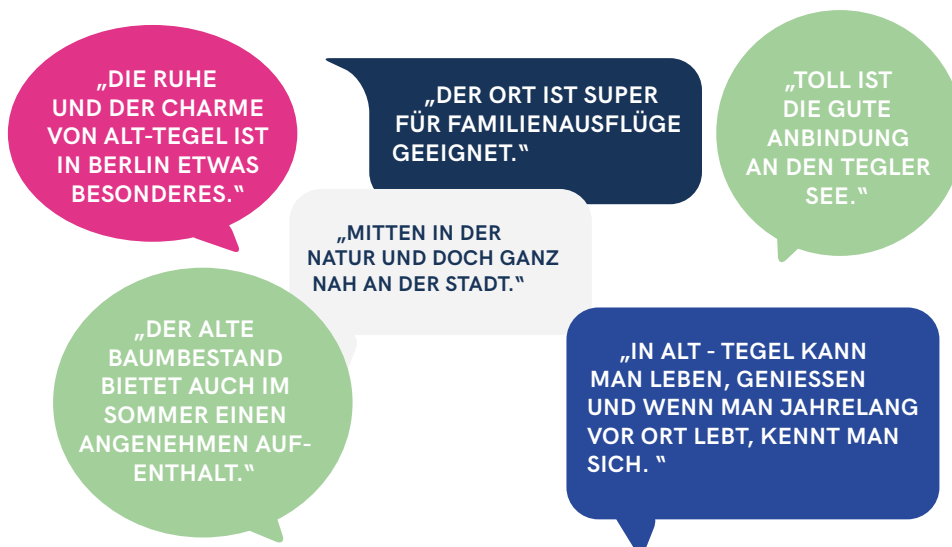 „DIE RUHE
UND DER CHARME
VON ALT-TEGEL IST
IN BERLIN ETWAS
BESONDERES.“
„DER ORT IST SUPER
FÜR FAMILIENAUSFLÜGE
GEEIGNET.“
„TOLL IST
DIE GUTE
ANBINDUNG
AN DEN TEGLER
SEE.“
„MITTEN IN DER
NATUR UND DOCH GANZ
NAH AN DER STADT.“
„DER ALTE
BAUMBESTAND
BIETET AUCH IM
SOMMER EINEN
ANGENEHMEN AUF-
ENTHALT.“
„IN ALT - TEGEL KANN
MAN LEBEN, GENIESSEN
UND WENN MAN JAHRELANG
VOR ORT LEBT, KENNT MAN
SICH. “